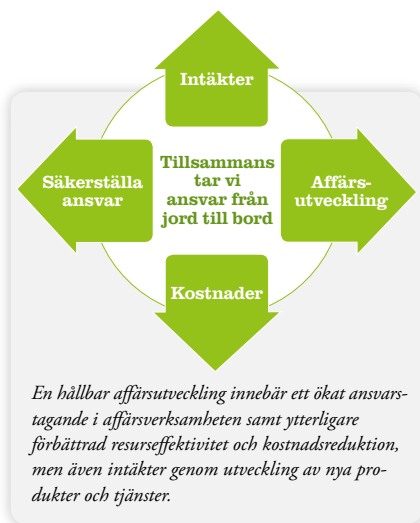 Intäkter
Säkerställa
ansvar
Tillsammans
tar vi
ansvar från
jord till bord
Affärs-
utveckling
Kostnader
En hållbar affärsutveckling innebär ett ökat ansvars-
tagande i affärsverksamheten samt ytterligare
förbättrad resurseffektivitet och kostnadsreduktion,
men även intäkter genom utveckling av nya pro-
dukter och tjänster.